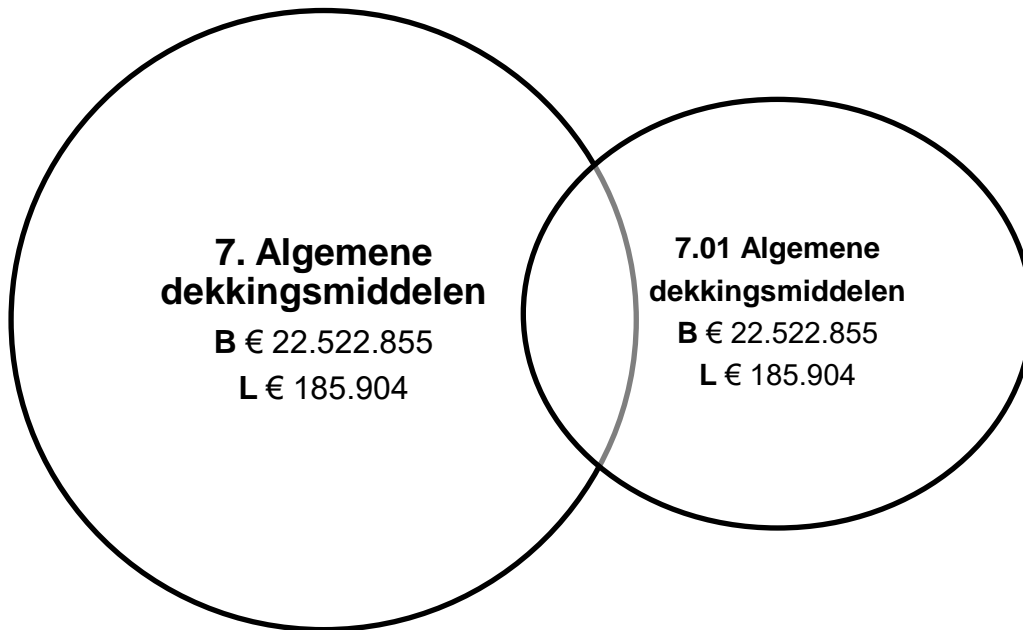 7. Algemene
dekkingsmiddelen
B € 22.522.855
L € 185.904
7.01 Algemene
dekkingsmiddelen
B € 22.522.855
L € 185.904